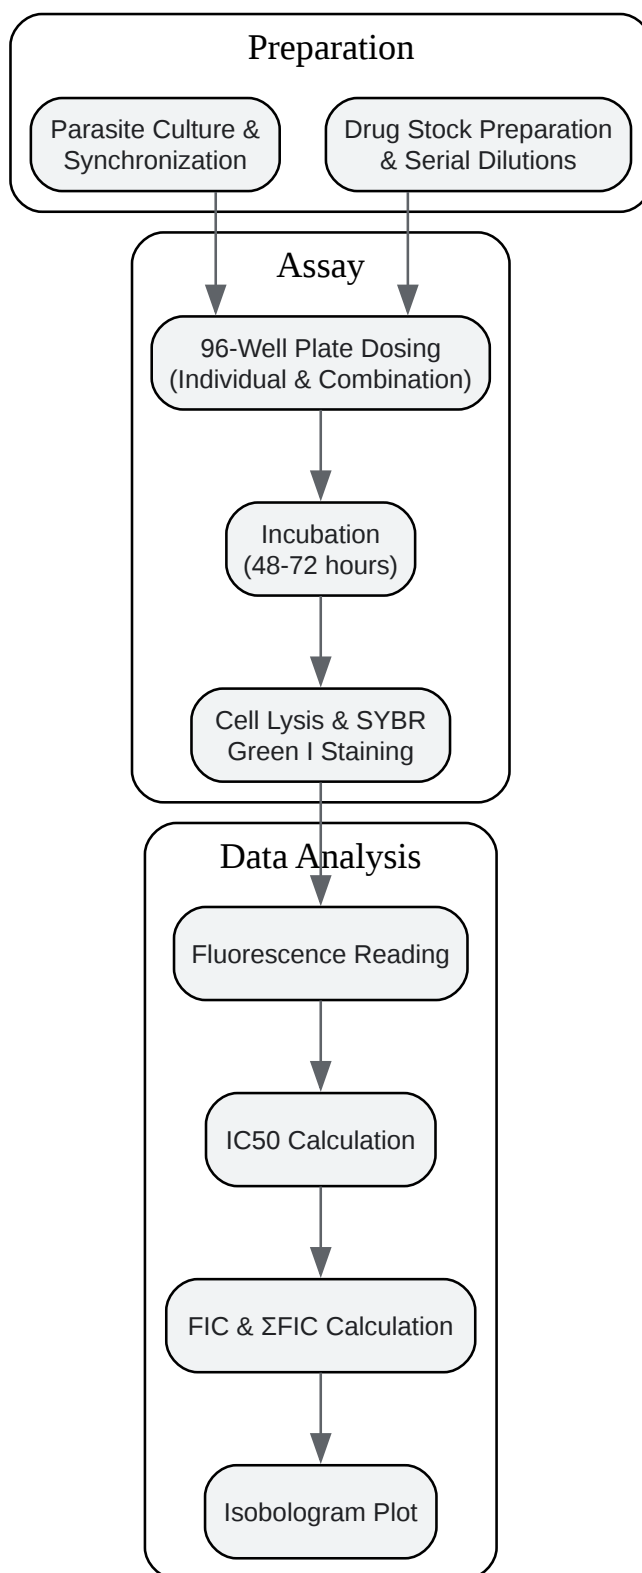 Preparation
Parasite Culture &
Synchronization
Drug Stock Preparation
& Serial Dilutions
Assay
96-Well Plate Dosing
(Individual & Combination)
Incubation
(48-72 hours)
Cell Lysis & SYBR
Green I Staining
Data Analysis
Fluorescence Reading
IC50 Calculation
FIC & ΣFIC Calculation
Isobologram Plot